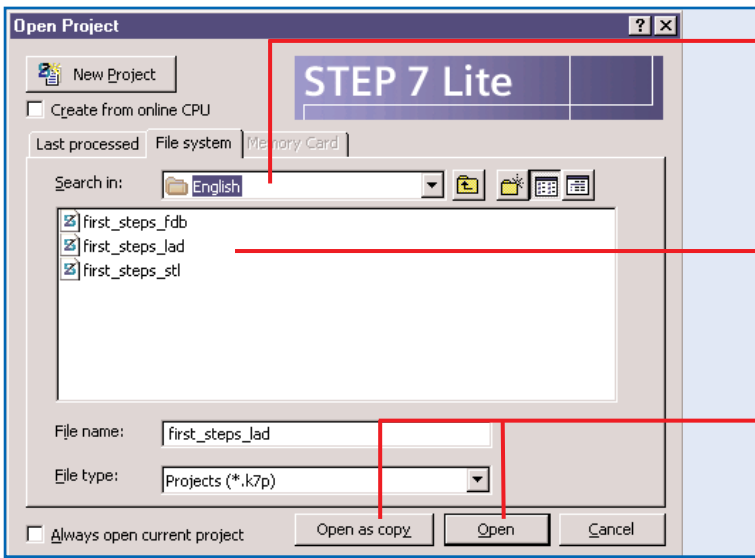 Open Project
New Project
STEP 7 Lite
Create from online CPU
Last processed File system Memory Card
Search in: English
first_steps_fdb
first_steps_lad
first_steps_stl
File name: first_steps_lad
File type: Projects (*.k7p)
Always open current project Open as copy Open Cancel